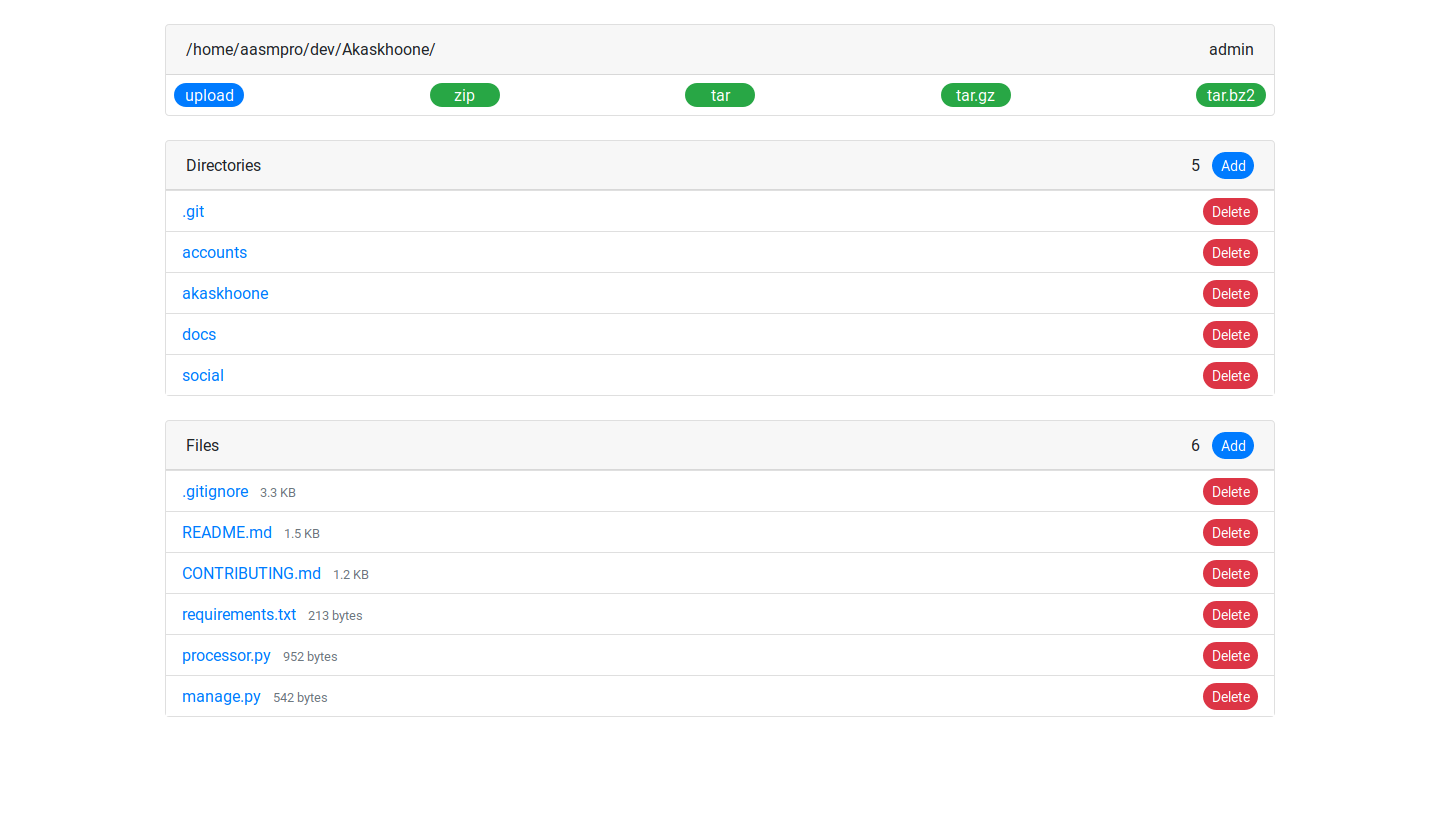 /home/aasmpro/dev/Akaskhoone/ admin
upload zip tar tar.gz tar.bz2
Directories 5 Add
.git Delete
accounts Delete
akaskhoone Delete
docs Delete
social Delete
Files 6 Add
.gitignore 3.3 KB Delete
README.md 1.5 KB Delete
CONTRIBUTING.md 1.2 KB Delete
requirements.txt 213 bytes Delete
processor.py 952 bytes Delete
manage.py 542 bytes Delete